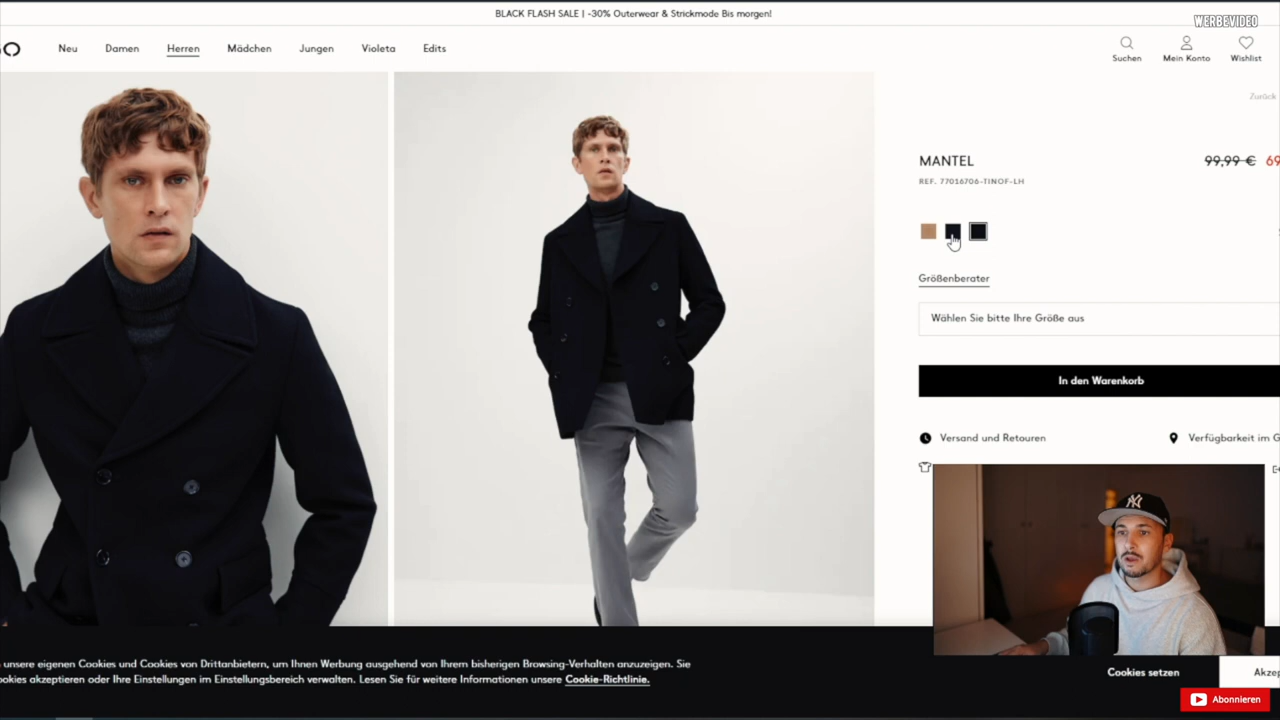 BLACK FLASH SALE | -30% Outerwear & Strickmode Bis morgen!
WERBEVIDEO
Neu Damen Herren Mädchen Jungen Violeta Edits
Suchen Mein Konto Wishlist
Zurück
MANTEL 99,99 € 69
REF. 77016706-TINOF-LH
Größenberater
Wählen Sie bitte Ihre Größe aus
In den Warenkorb
Versand und Retouren Verfügbarkeit im G
unsere eigenen Cookies und Cookies von Drittanbietern, um Ihnen Werbung ausgehend von Ihrem bisherigen Browsing-Verhalten anzuzeigen. Sie
ookies akzeptieren oder Ihre Einstellungen im Einstellungsbereich verwalten. Lesen Sie für weitere Informationen unsere Cookie-Richtlinie.
Cookies setzen Akzep
Abonnieren